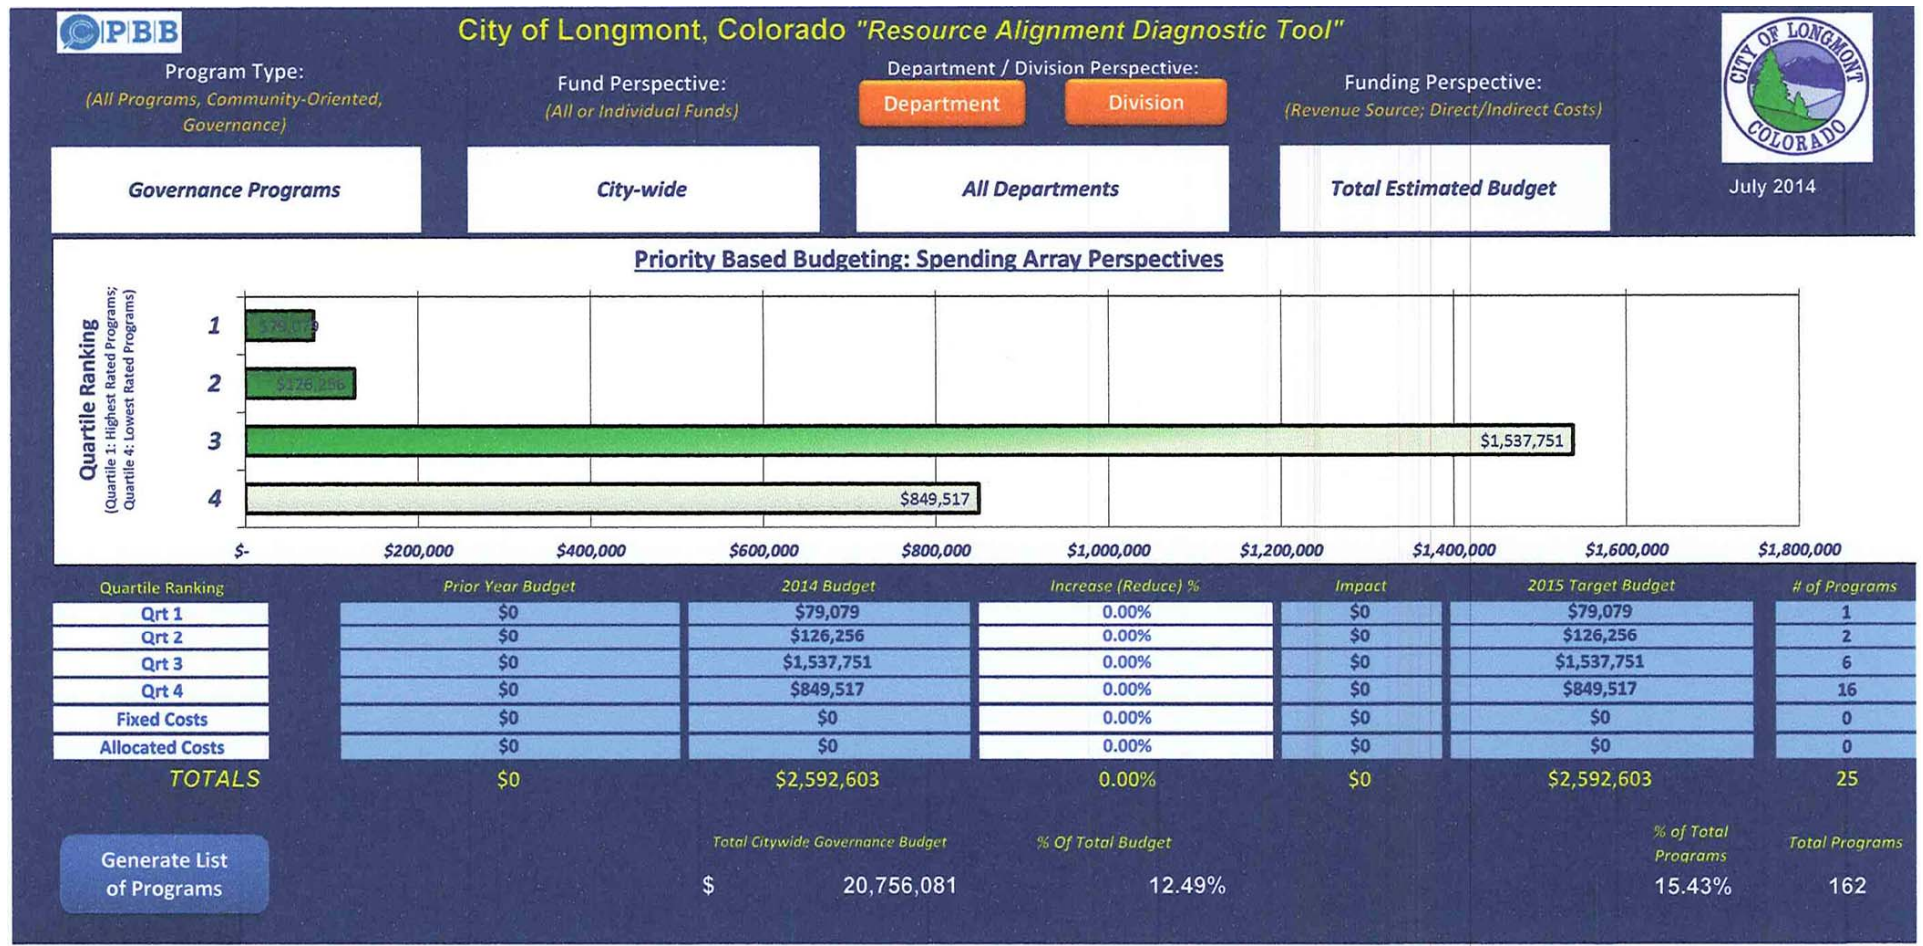 PBB
City of Longmont, Colorado "Resource Alignment Diagnostic Tool"
Program Type:
(All Programs, Community-Oriented,
Governance)
Fund Perspective:
(All or Individual Funds)
Department / Division Perspective:
Department Division
Funding Perspective:
(Revenue Source; Direct/Indirect Costs)
CITY OF LONGMONT
COLORADO
Governance Programs City-wide All Departments Total Estimated Budget July 2014
Priority Based Budgeting: Spending Array Perspectives
Quartile Ranking
(Quartile 1: Highest Rated Programs;
Quartile 4: Lowest Rated Programs)
1 $79,079
2 $126,256
3 $1,537,751
4 $849,517
$- $200,000 $400,000 $600,000 $800,000 $1,000,000 $1,200,000 $1,400,000 $1,600,000 $1,800,000
Quartile Ranking Prior Year Budget 2014 Budget Increase (Reduce) % Impact 2015 Target Budget # of Programs
Qrt 1 $0 $79,079 0.00% $0 $79,079 1
Qrt 2 $0 $126,256 0.00% $0 $126,256 2
Qrt 3 $0 $1,537,751 0.00% $0 $1,537,751 6
Qrt 4 $0 $849,517 0.00% $0 $849,517 16
Fixed Costs $0 $0 0.00% $0 $0 0
Allocated Costs $0 $0 0.00% $0 $0 0
TOTALS $0 $2,592,603 0.00% $0 $2,592,603 25
Generate List
of Programs
Total Citywide Governance Budget % Of Total Budget
$ 20,756,081 12.49%
% of Total
Programs
15.43%
Total Programs
162